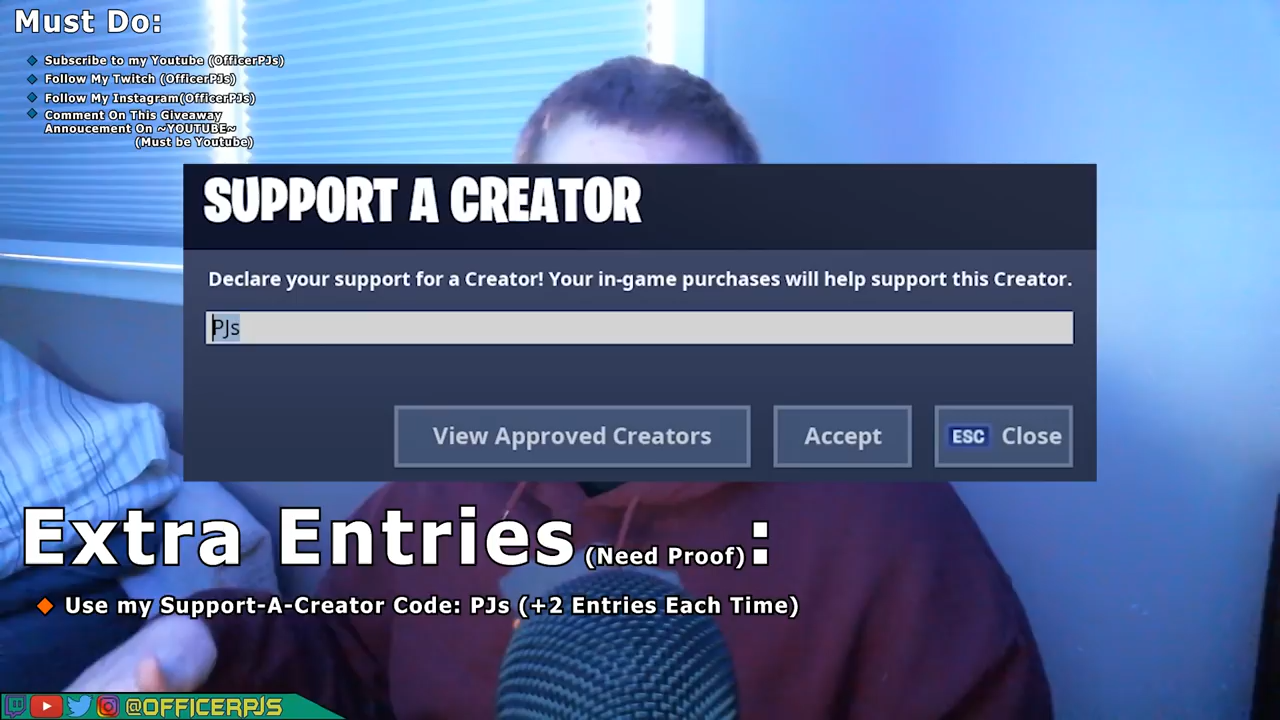 Must Do:
Subscribe to my Youtube (OfficerPJs)
Follow My Twitch (OfficerPJs)
Follow My Instagram(OfficerPJs)
Comment On This Giveaway
Annoucement On ~YOUTUBE~
(Must be Youtube)
SUPPORT A CREATOR
Declare your support for a Creator! Your in-game purchases will help support this Creator.
PJs
View Approved Creators
Accept
ESC Close
Extra Entries (Need Proof):
Use my Support-A-Creator Code: PJs (+2 Entries Each Time)
@OFFICERPJS